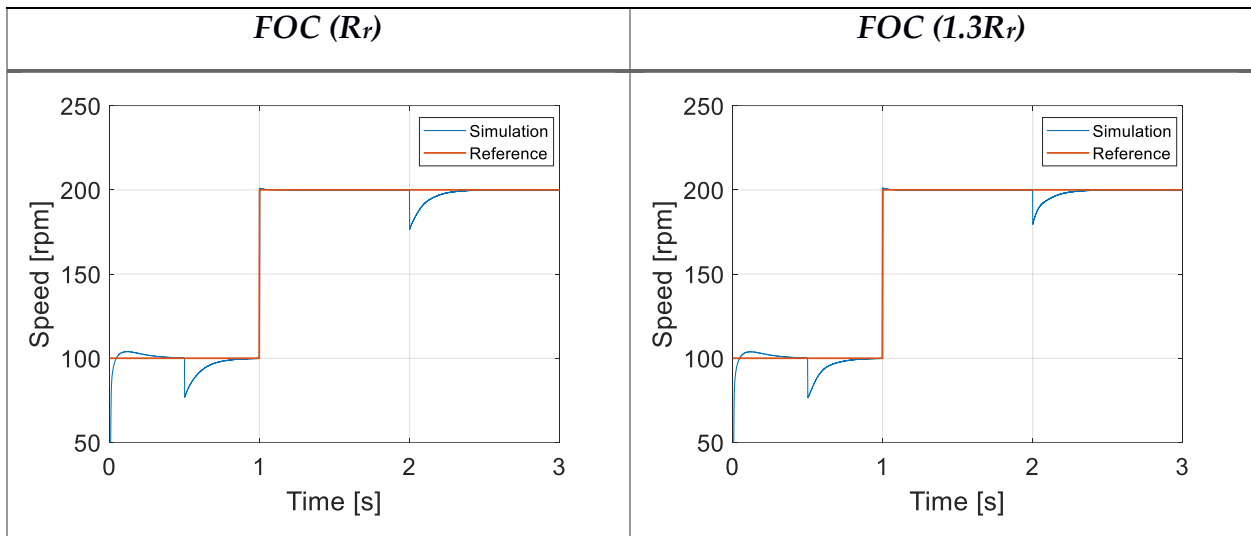 FOC (Rr)
FOC (1.3Rr)
250
200
150
100
50
0
1
2
3
Speed [rpm]
Time [s]
Simulation
Reference
250
200
150
100
50
0
1
2
3
Speed [rpm]
Time [s]
Simulation
Reference